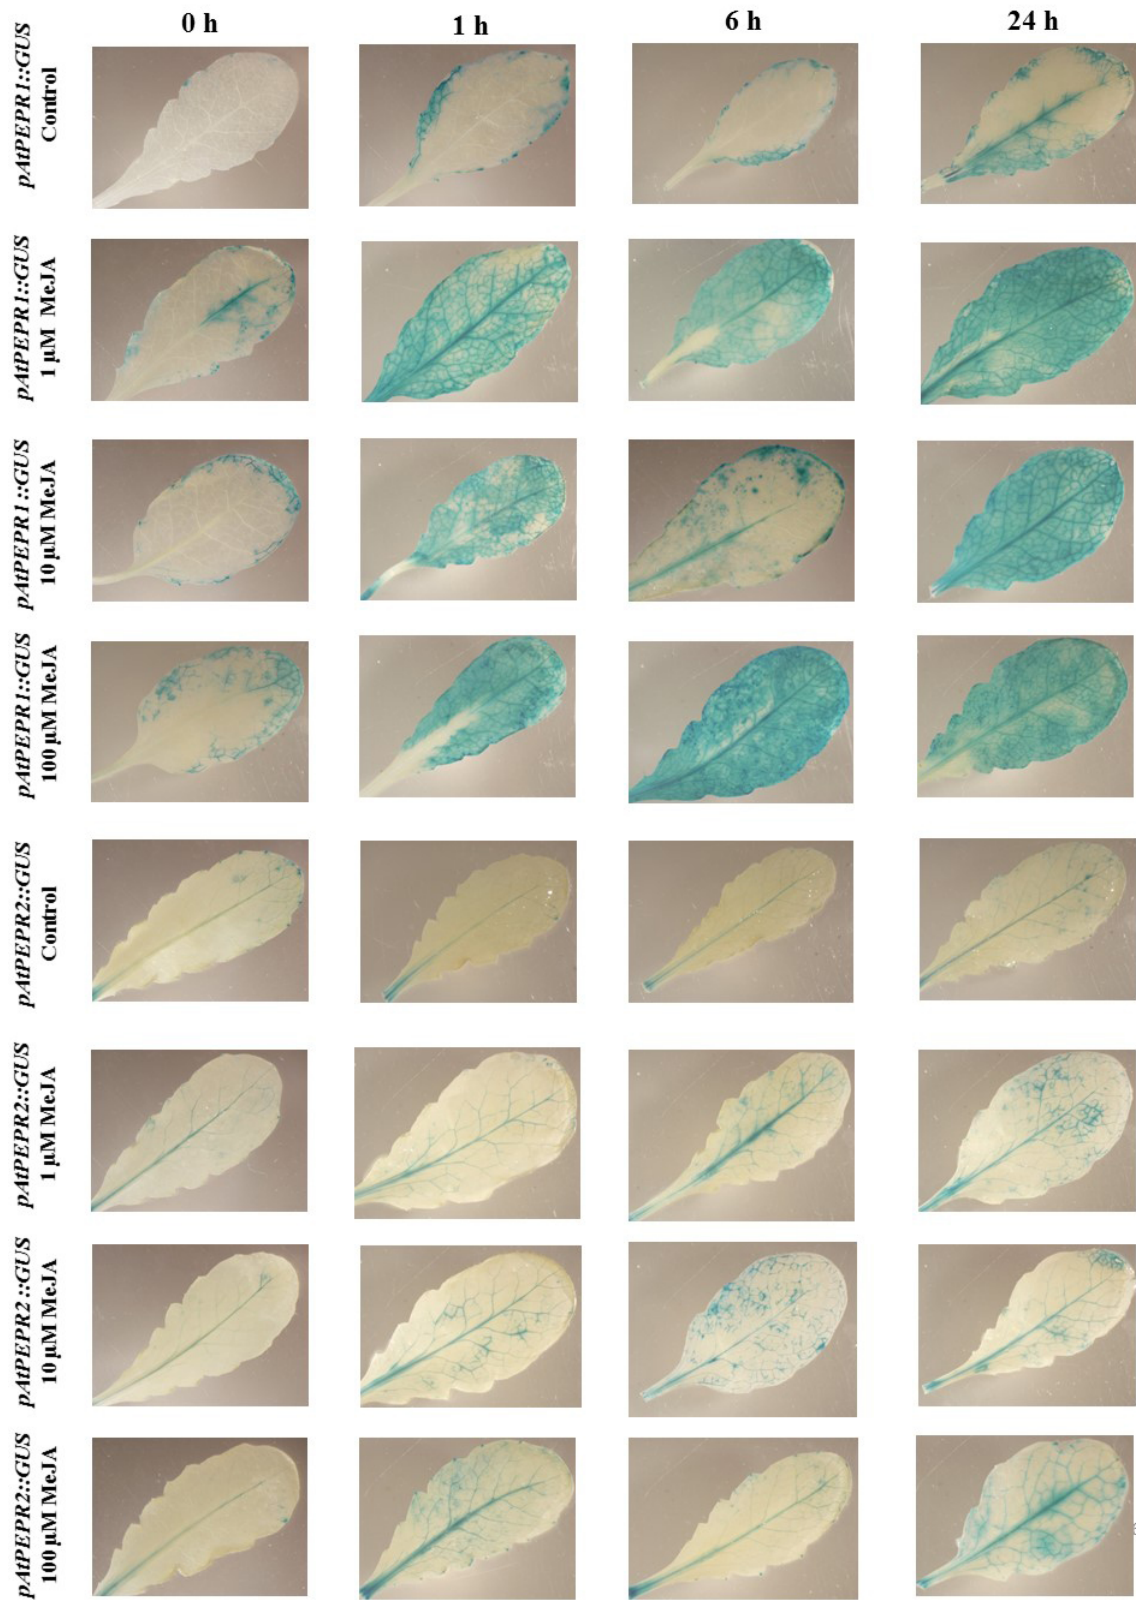 0 h 1 h 6 h 24 h
pAtPEPR1::GUS
Control
pAtPEPR1::GUS
1 µM MeJA
pAtPEPR1::GUS
10 µM MeJA
pAtPEPR1::GUS
100 µM MeJA
pAtPEPR2::GUS
Control
pAtPEPR2::GUS
1 µM MeJA
pAtPEPR2::GUS
10 µM MeJA
pAtPEPR2::GUS
100 µM MeJA